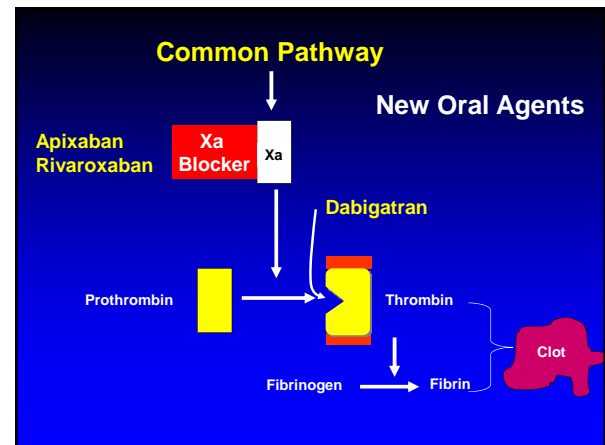 Common Pathway
New Oral Agents
Apixaban
Rivaroxaban
Xa
Blocker
Xa
Dabigatran
Prothrombin
Thrombin
Clot
Fibrinogen
Fibrin